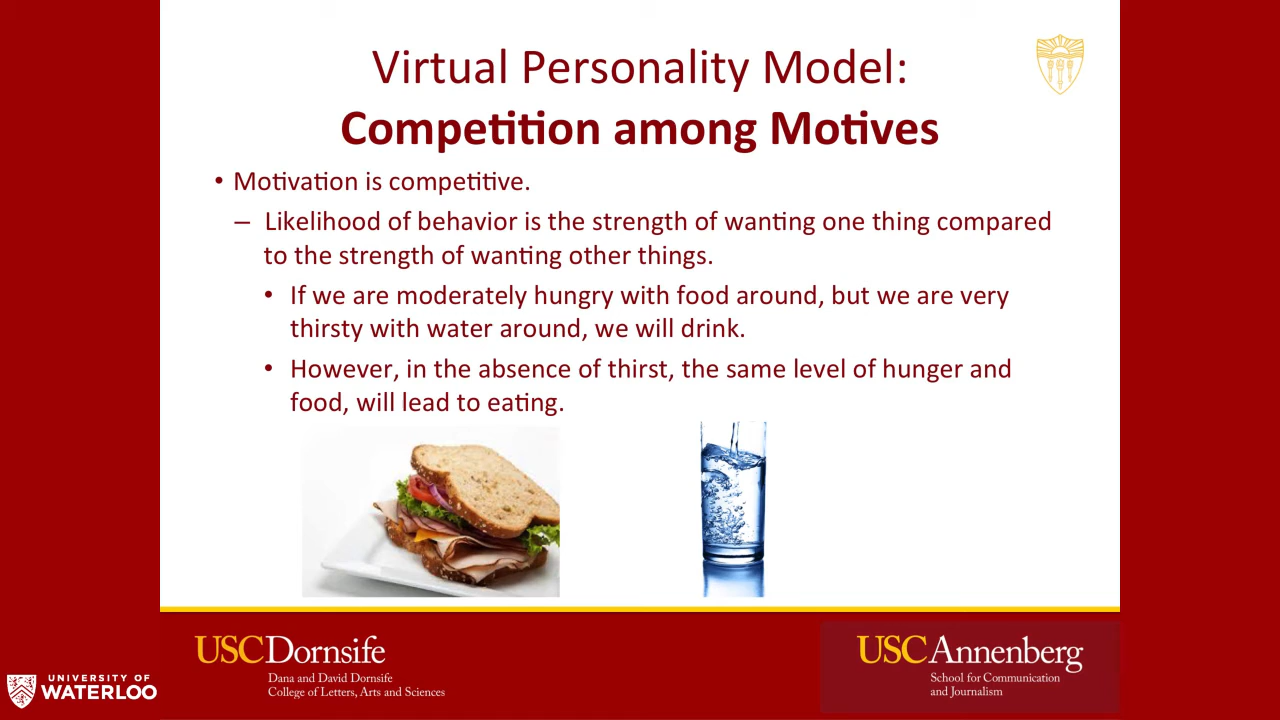 Virtual Personality Model:
Competition among Motives
• Motivation is competitive.
– Likelihood of behavior is the strength of wanting one thing compared
to the strength of wanting other things.
• If we are moderately hungry with food around, but we are very
thirsty with water around, we will drink.
• However, in the absence of thirst, the same level of hunger and
food, will lead to eating.
USCDornsife
Dana and David Dornsife
College of Letters, Arts and Sciences
USCAnnenberg
School for Communication
and Journalism
UNIVERSITY OF
WATERLOO